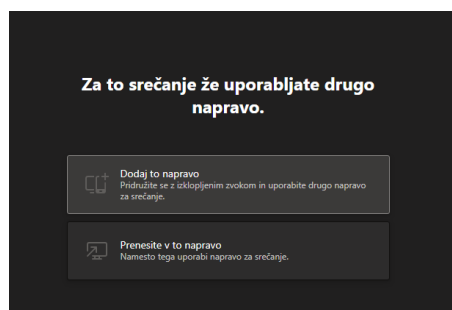 Za to srečanje že uporabljate drugo
napravo.
Dodaj to napravo
Pridružite se z izklopljenim zvokom in uporabite drugo napravo
za srečanje.
Prenesite v to napravo
Namesto tega uporabi napravo za srečanje.